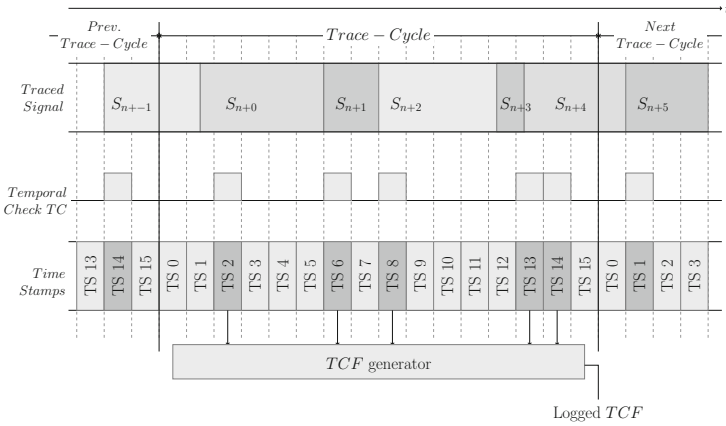 t
Prev.
Trace – Cycle
Trace – Cycle
Next
Trace – Cycle
Traced
Signal
S_{n+−1}
S_{n+0}
S_{n+1}
S_{n+2}
S_{n+3}
S_{n+4}
S_{n+5}
Temporal
Check TC
Time
Stamps
TS 13
TS 14
TS 15
TS 0
TS 1
TS 2
TS 3
TS 4
TS 5
TS 6
TS 7
TS 8
TS 9
TS 10
TS 11
TS 12
TS 13
TS 14
TS 15
TS 0
TS 1
TS 2
TS 3
TCF generator
Logged TCF